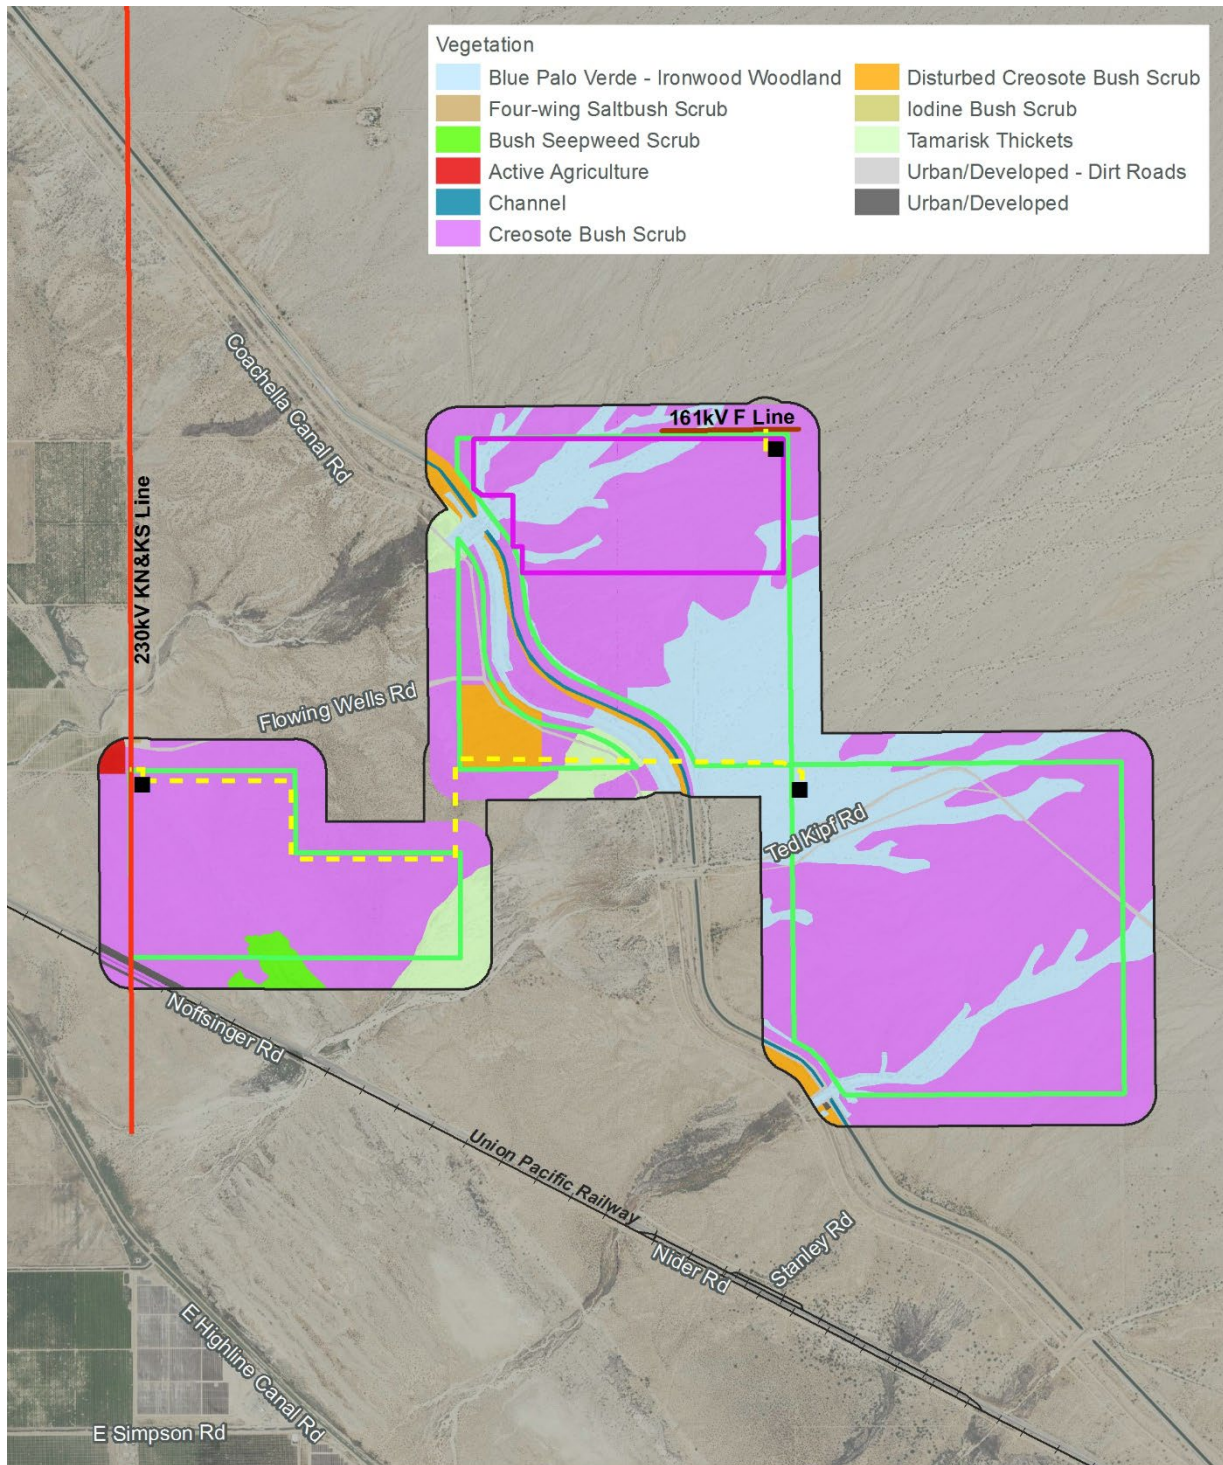 Vegetation
Blue Palo Verde - Ironwood Woodland
Four-wing Saltbush Scrub
Bush Seepweed Scrub
Active Agriculture
Channel
Creosote Bush Scrub
Disturbed Creosote Bush Scrub
Iodine Bush Scrub
Tamarisk Thickets
Urban/Developed - Dirt Roads
Urban/Developed
Coachella Canal Rd
161kV F Line
230kV KN&KS Line
Flowing Wells Rd
Ted Kipf Rd
Noffsinger Rd
Union Pacific Railway
Nider Rd
Stanley Rd
E Highline Canal Rd
E Simpson Rd